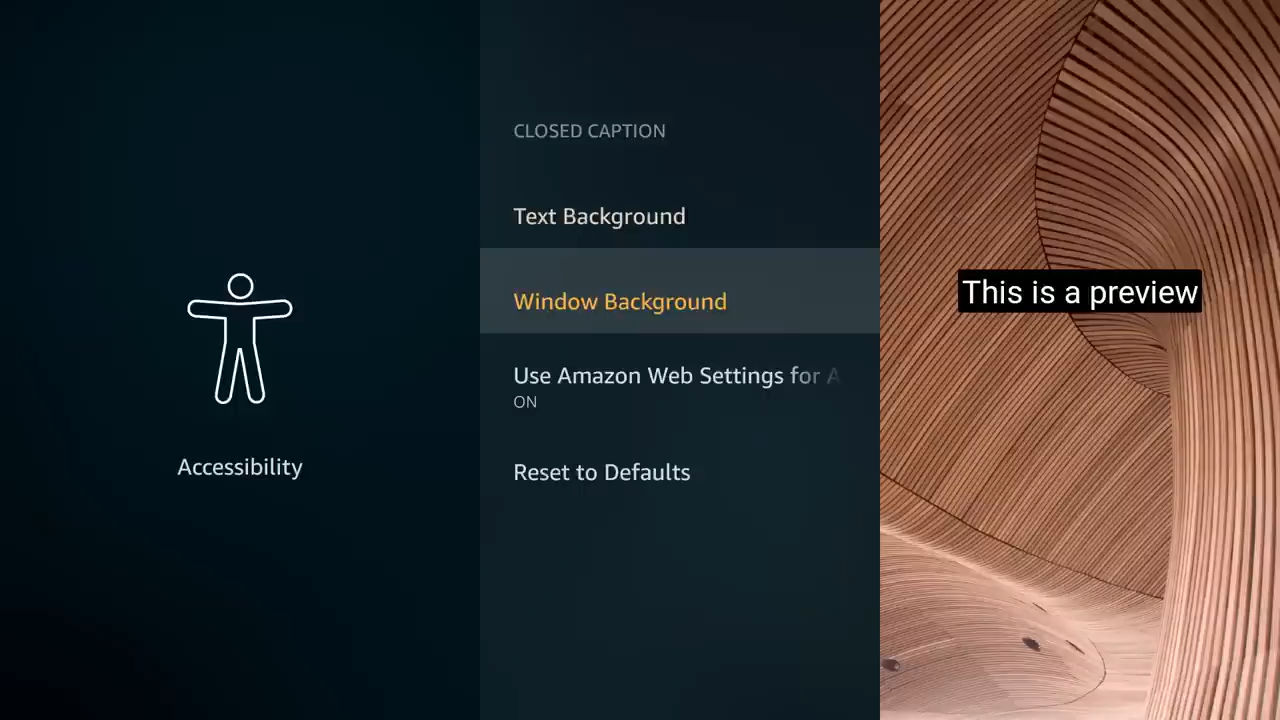 Accessibility
CLOSED CAPTION
Text Background
Window Background
Use Amazon Web Settings for A
ON
Reset to Defaults
This is a preview